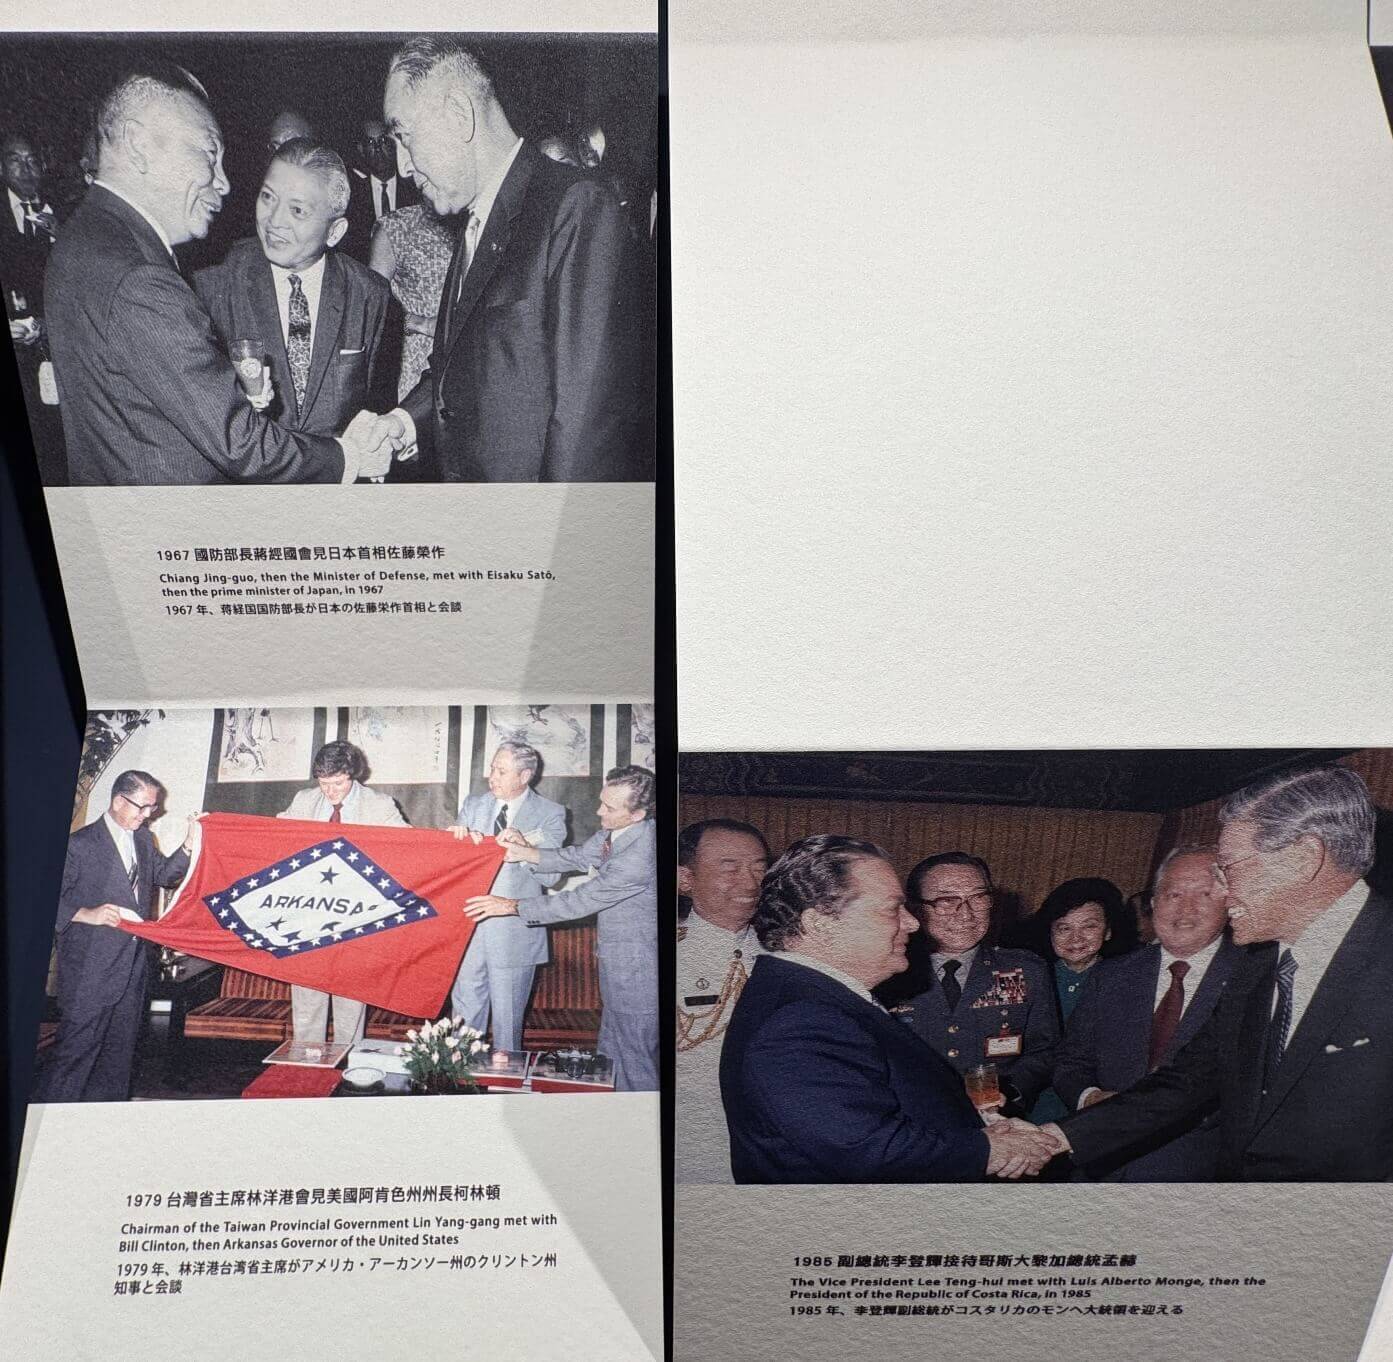 1967 國防部長蔣經國會見日本首相佐藤榮作
Chiang Jing-guo, then the Minister of Defense, met with Eisaku Satō,
then the prime minister of Japan, in 1967
1967 年、蒋経国国防部長が日本の佐藤栄作首相と会談
ARKANSAS
1979 台灣省主席林洋港會見美國阿肯色州州長柯林頓
Chairman of the Taiwan Provincial Government Lin Yang-gang met with
Bill Clinton, then Arkansas Governor of the United States
1979 年、林洋港台湾省主席がアメリカ・アーカンソー州のクリントン州
知事と会談
1985 副總統李登輝接待哥斯大黎加總統孟赫
The Vice President Lee Teng-hui met with Luis Alberto Monge, then the
President of the Republic of Costa Rica, in 1985
1985 年、李登輝副総統がコスタリカのモンヘ大統領を迎える